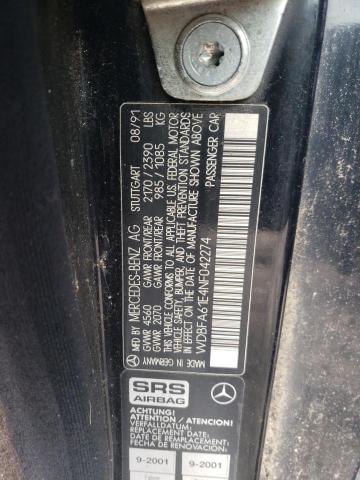 MFD BY MERCEDES-BENZ AG STUTTGART 08/91
MADE IN GERMANY
GVWR 4560 GAWR FRONT/REAR 2170/2390 LBS
GVWR 2070 GAWR FRONT/REAR 985/1085 KG
THIS VEHICLE CONFORMS TO ALL APPLICABLE U.S. FEDERAL MOTOR
VEHICLE SAFETY, BUMPER, AND THEFT PREVENTION STANDARDS
IN EFFECT ON THE DATE OF MANUFACTURE SHOWN ABOVE
WDBFA61E4NF042274 PASSENGER CAR
SRS
AIRBAG
ACHTUNG!
ATTENTION / ATTENTION!
VERFALLDATUM:
REPLACEMENT DATE:
DATE DE REMPLACEMENT:
9-2001 9-2001